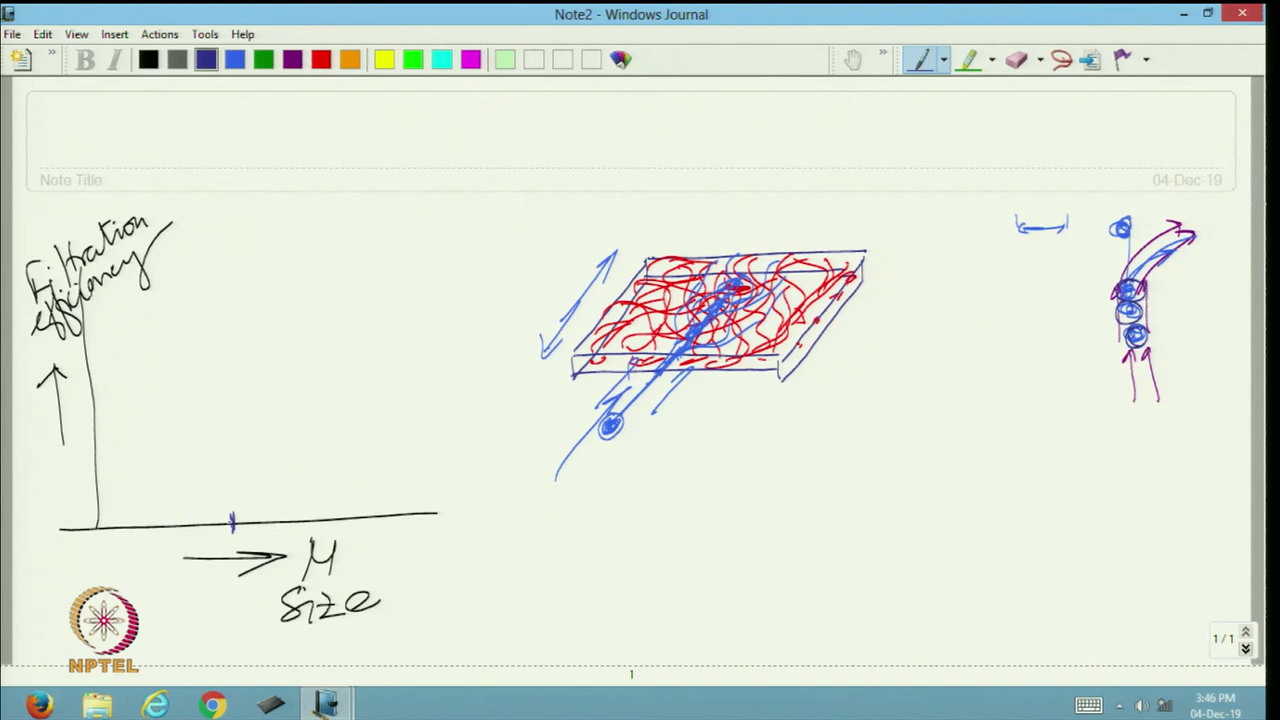 Note2 - Windows Journal
File Edit View Insert Actions Tools Help
B I
Note Title
04-Dec-19
Filtration
efficiency
μ
Size
NPTEL
1 / 1
1
3:46 PM
04-Dec-19